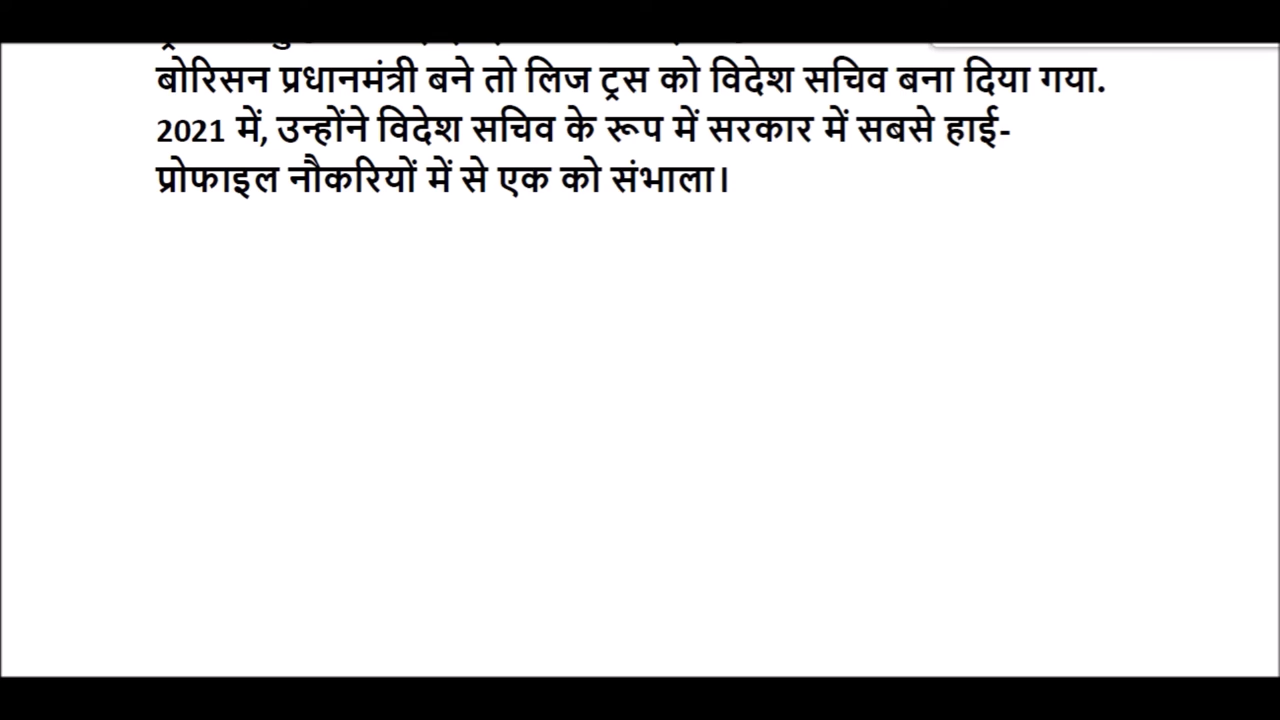 बोरिसन प्रधानमंत्री बने तो लिज ट्रस को विदेश सचिव बना दिया गया.
2021 में, उन्होंने विदेश सचिव के रूप में सरकार में सबसे हाई-
प्रोफाइल नौकरियों में से एक को संभाला।